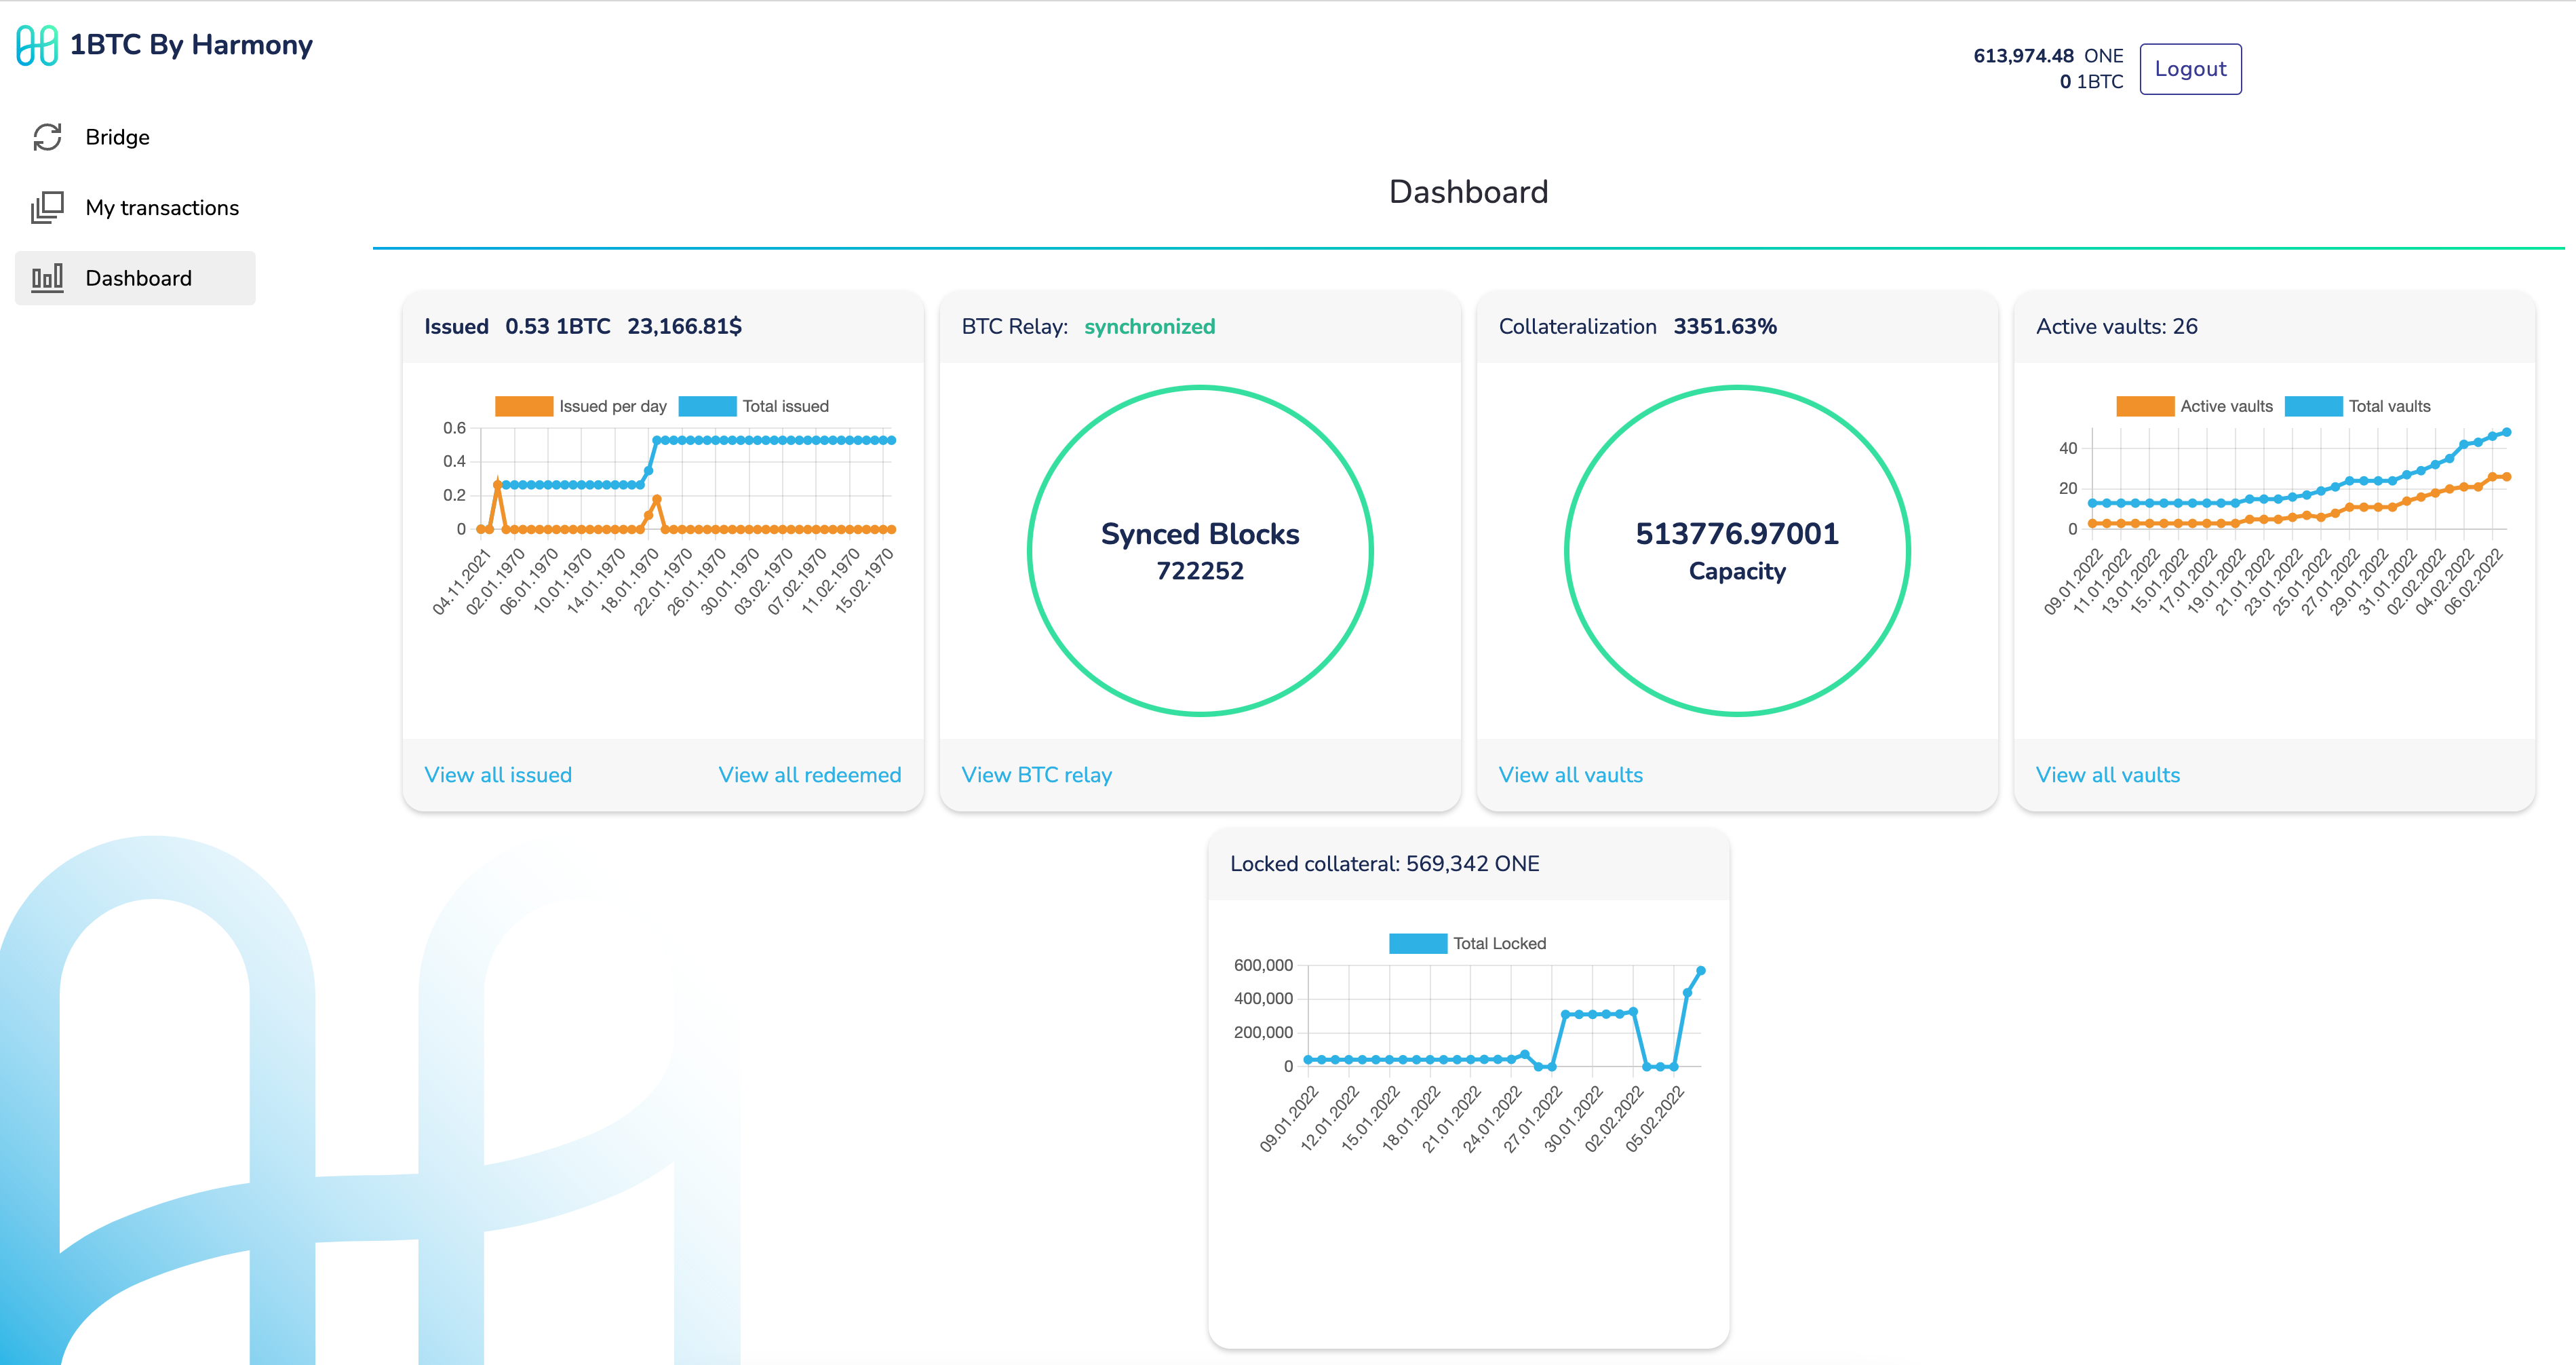 1BTC By Harmony
613,974.48 ONE
0 1BTC
Logout
Bridge
My transactions
Dashboard
Dashboard
Issued 0.53 1BTC 23,166.81$
Issued per day Total issued
0.6
0.4
0.2
0
04.11.2021 02.01.1970 06.01.1970 10.01.1970 14.01.1970 18.01.1970 22.01.1970 26.01.1970 30.01.1970 03.02.1970 07.02.1970 11.02.1970 15.02.1970
View all issued View all redeemed
BTC Relay: synchronized
Synced Blocks
722252
View BTC relay
Collateralization 3351.63%
513776.97001
Capacity
View all vaults
Active vaults: 26
Active vaults Total vaults
40
20
0
09.01.2022 11.01.2022 13.01.2022 15.01.2022 17.01.2022 19.01.2022 21.01.2022 23.01.2022 25.01.2022 27.01.2022 29.01.2022 31.01.2022 02.02.2022 04.02.2022 06.02.2022
View all vaults
Locked collateral: 569,342 ONE
Total Locked
600,000
400,000
200,000
0
09.01.2022 12.01.2022 15.01.2022 18.01.2022 21.01.2022 24.01.2022 27.01.2022 30.01.2022 02.02.2022 05.02.2022